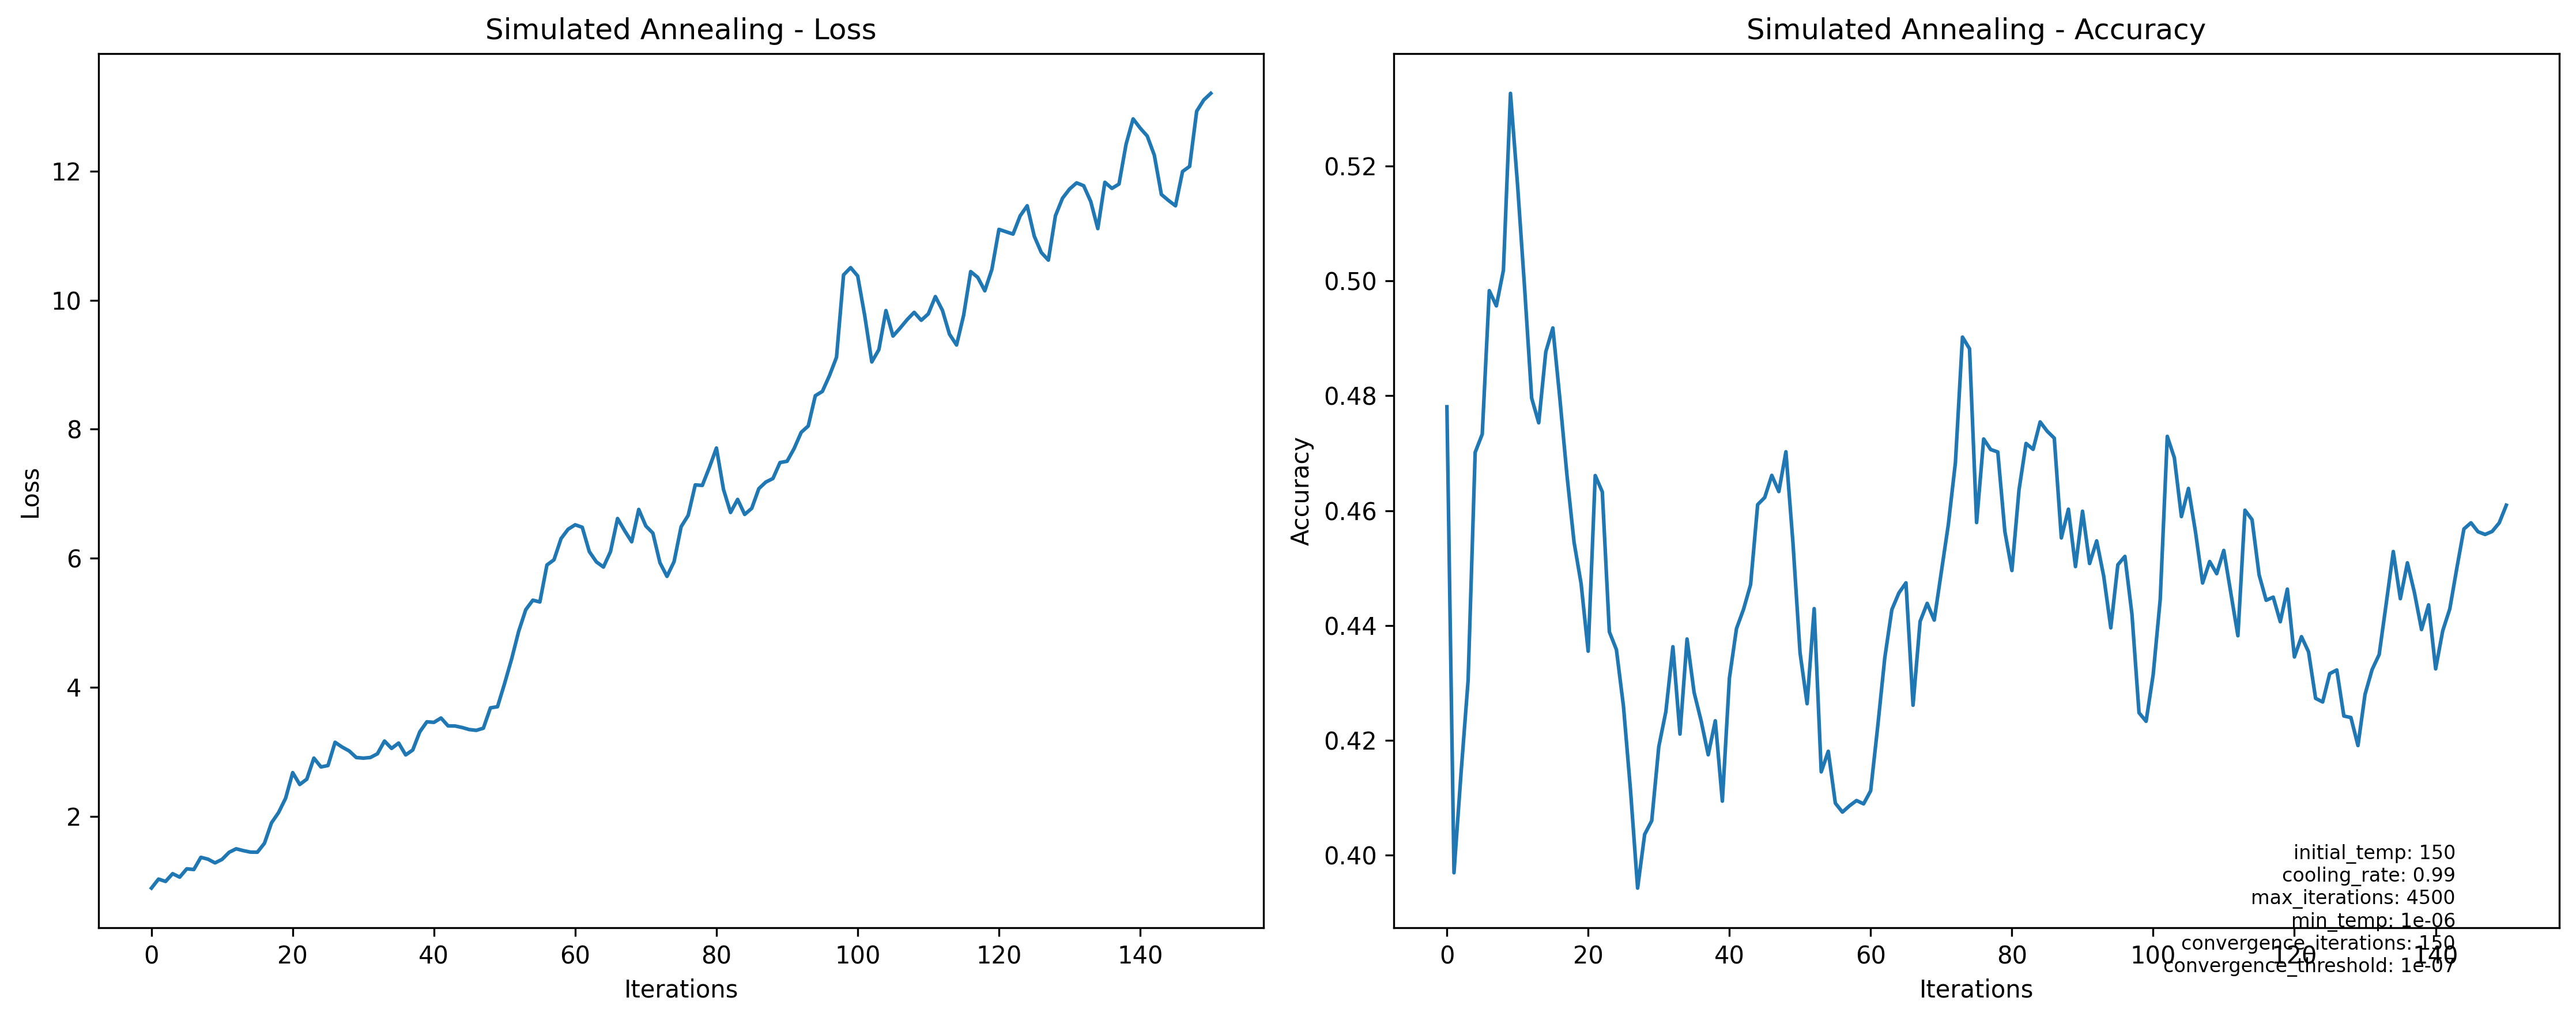 Simulated Annealing - Loss
12
10
8
6
4
2
Loss
0 20 40 60 80 100 120 140
Iterations
Simulated Annealing - Accuracy
0.52
0.50
0.48
0.46
0.44
0.42
0.40
Accuracy
initial_temp: 150
cooling_rate: 0.99
max_iterations: 4500
min_temp: 1e-06
convergence_iterations: 150
convergence_threshold: 1e-07
0 20 40 60 80 100 120 140
Iterations